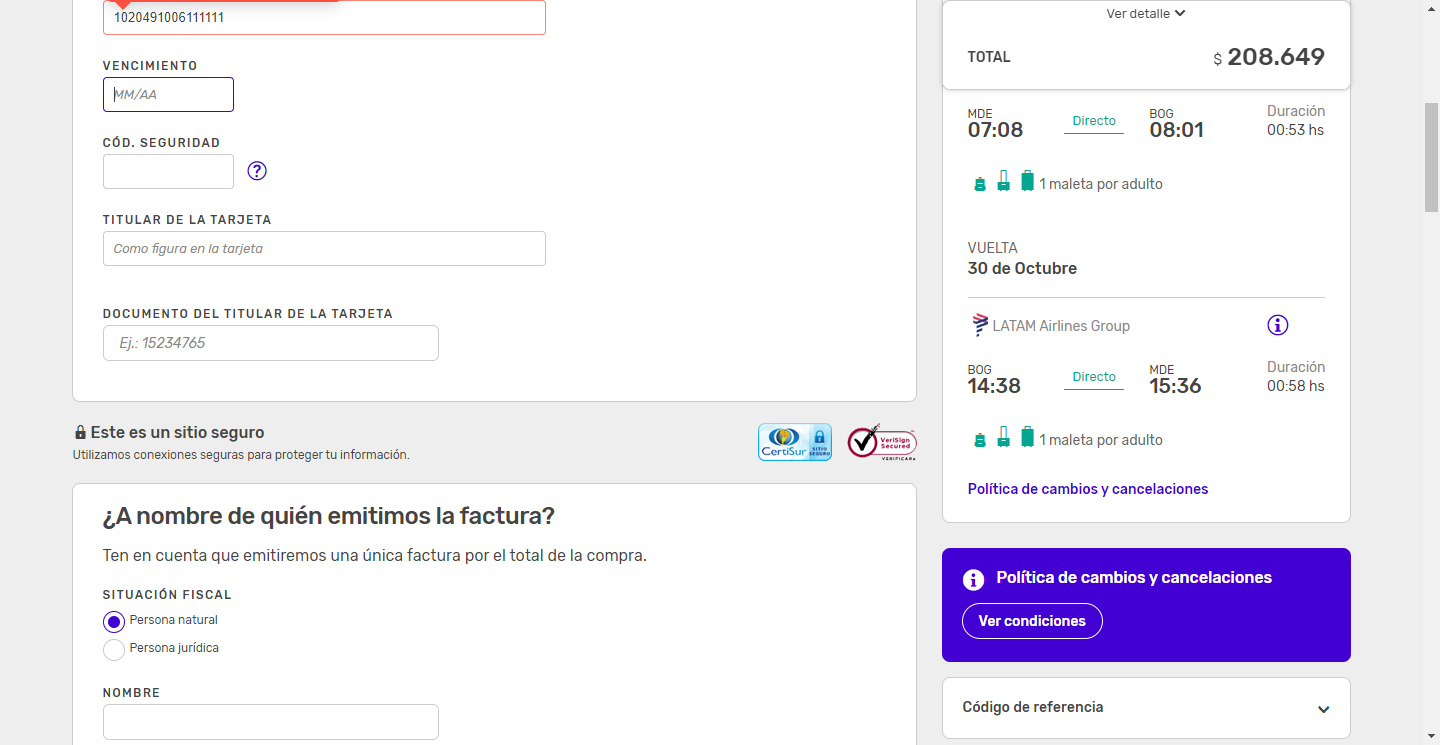 1020491006111111
VENCIMIENTO
MM/AA
CÓD. SEGURIDAD
?
TITULAR DE LA TARJETA
Como figura en la tarjeta
DOCUMENTO DEL TITULAR DE LA TARJETA
Ej.: 15234765
Este es un sitio seguro
Utilizamos conexiones seguras para proteger tu información.
CertiSur
SITIO
SEGURO
VeriSign
Secured
VERIFICAR
¿A nombre de quién emitimos la factura?
Ten en cuenta que emitiremos una única factura por el total de la compra.
SITUACIÓN FISCAL
Persona natural
Persona jurídica
NOMBRE
Ver detalle
TOTAL
$ 208.649
MDE
07:08
Directo
BOG
08:01
Duración
00:53 hs
1 maleta por adulto
VUELTA
30 de Octubre
LATAM Airlines Group
BOG
14:38
Directo
MDE
15:36
Duración
00:58 hs
1 maleta por adulto
Política de cambios y cancelaciones
Política de cambios y cancelaciones
Ver condiciones
Código de referencia